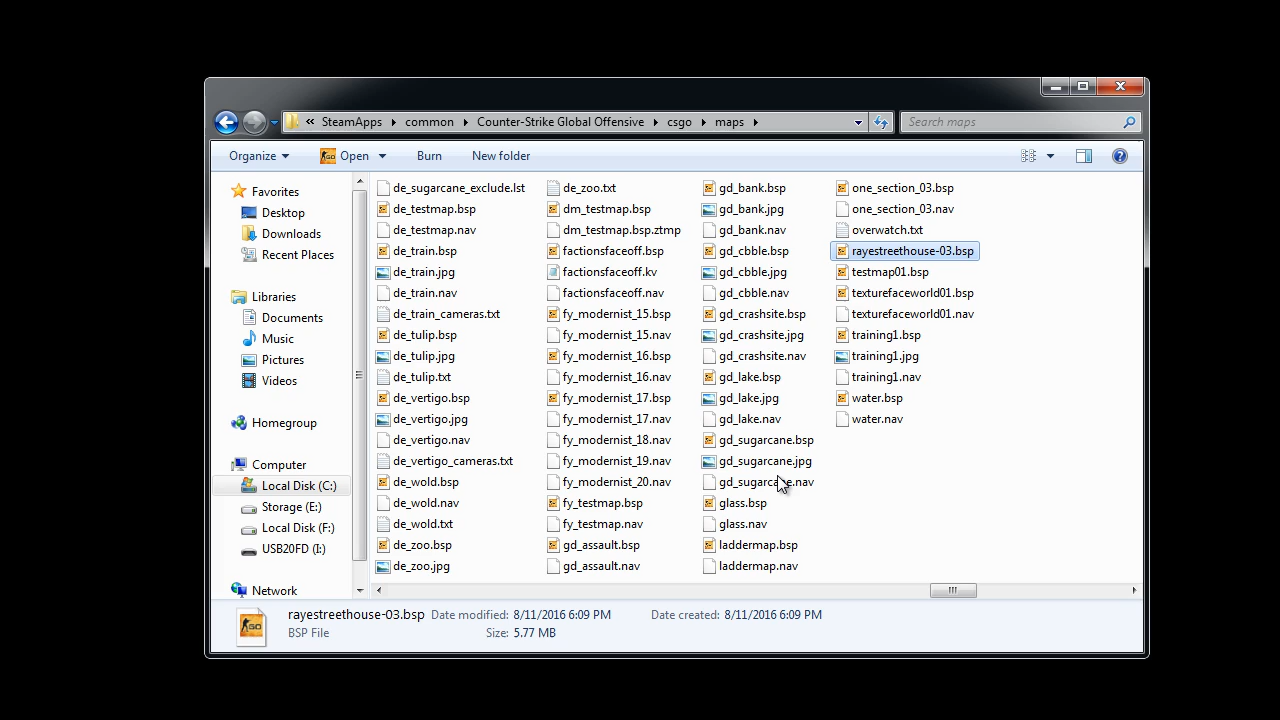 « SteamApps common Counter-Strike Global Offensive csgo maps
Search maps
Organize Open Burn New folder
Favorites
Desktop
Downloads
Recent Places
Libraries
Documents
Music
Pictures
Videos
Homegroup
Computer
Local Disk (C:)
Storage (E:)
Local Disk (F:)
USB20FD (I:)
Network
de_sugarcane_exclude.lst
de_testmap.bsp
de_testmap.nav
de_train.bsp
de_train.jpg
de_train.nav
de_train_cameras.txt
de_tulip.bsp
de_tulip.jpg
de_tulip.txt
de_vertigo.bsp
de_vertigo.jpg
de_vertigo.nav
de_vertigo_cameras.txt
de_wold.bsp
de_wold.nav
de_wold.txt
de_zoo.bsp
de_zoo.jpg
de_zoo.txt
dm_testmap.bsp
dm_testmap.bsp.ztmp
factionsfaceoff.bsp
factionsfaceoff.kv
factionsfaceoff.nav
fy_modernist_15.bsp
fy_modernist_15.nav
fy_modernist_16.bsp
fy_modernist_16.nav
fy_modernist_17.bsp
fy_modernist_17.nav
fy_modernist_18.nav
fy_modernist_19.nav
fy_modernist_20.nav
fy_testmap.bsp
fy_testmap.nav
gd_assault.bsp
gd_assault.nav
gd_bank.bsp
gd_bank.jpg
gd_bank.nav
gd_cbble.bsp
gd_cbble.jpg
gd_cbble.nav
gd_crashsite.bsp
gd_crashsite.jpg
gd_crashsite.nav
gd_lake.bsp
gd_lake.jpg
gd_lake.nav
gd_sugarcane.bsp
gd_sugarcane.jpg
gd_sugarcane.nav
glass.bsp
glass.nav
laddermap.bsp
laddermap.nav
one_section_03.bsp
one_section_03.nav
overwatch.txt
rayestreethouse-03.bsp
testmap01.bsp
texturefaceworld01.bsp
texturefaceworld01.nav
training1.bsp
training1.jpg
training1.nav
water.bsp
water.nav
rayestreethouse-03.bsp Date modified: 8/11/2016 6:09 PM Date created: 8/11/2016 6:09 PM
BSP File Size: 5.77 MB